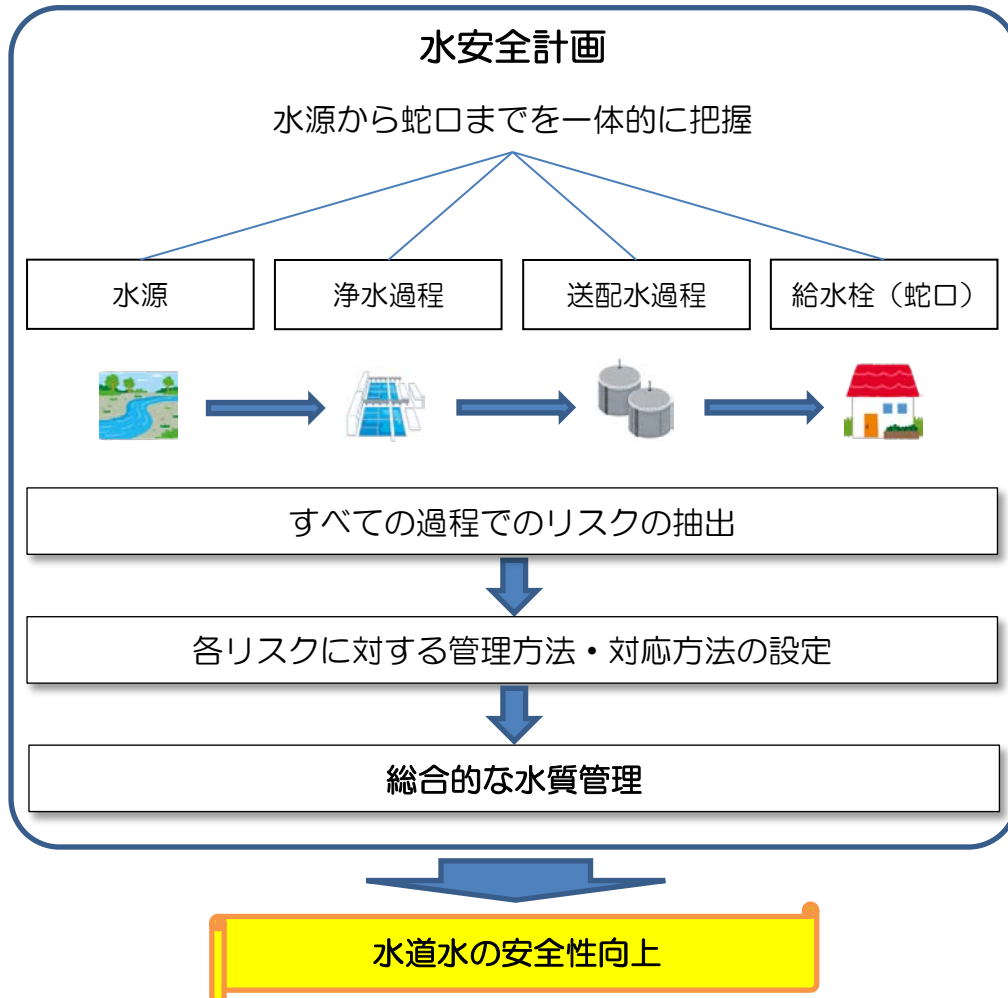 水安全計画
水源から蛇口までを一体的に把握
水源
浄水過程
送配水過程
給水栓（蛇口）
すべての過程でのリスクの抽出
各リスクに対する管理方法・対応方法の設定
総合的な水質管理
水道水の安全性向上